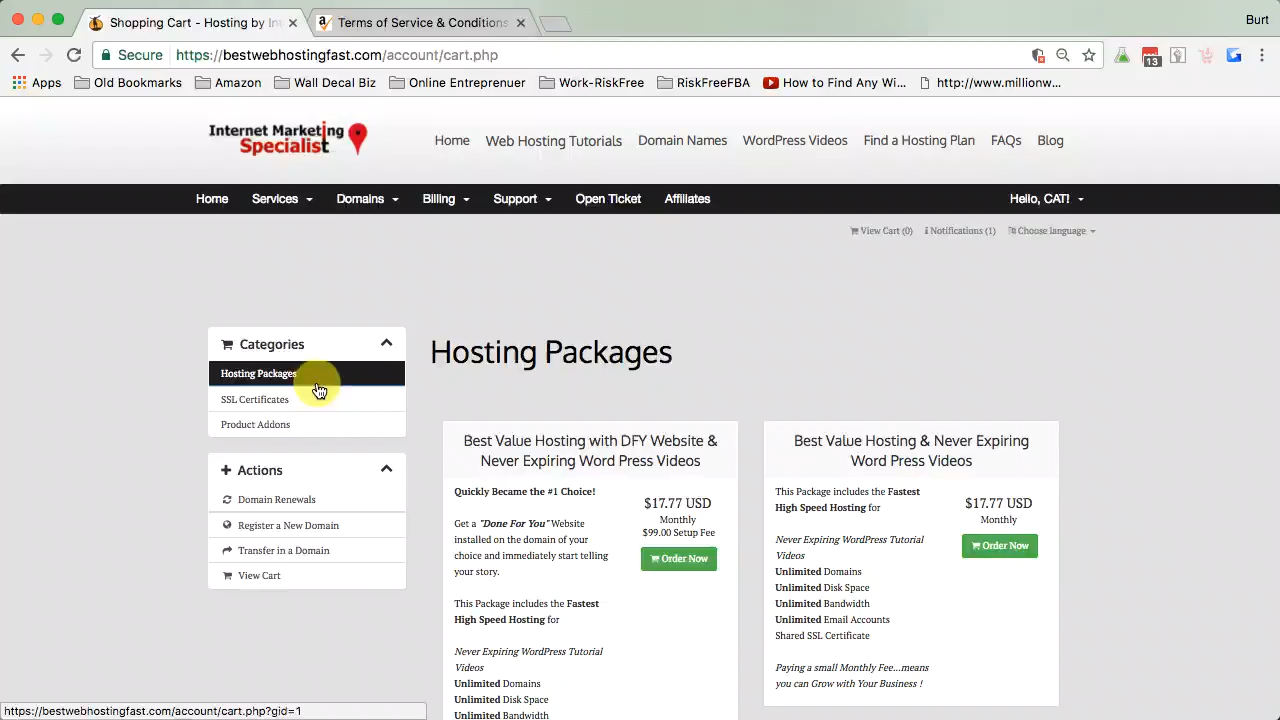 Shopping Cart - Hosting by In
Terms of Service & Conditions
Burt
Secure
https://bestwebhostingfast.com/account/cart.php
13
Apps
Old Bookmarks
Amazon
Wall Decal Biz
Online Entreprenuer
Work-RiskFree
RiskFreeFBA
How to Find Any Wi...
http://www.millionw...
Internet Marketing
Specialist
Home
Web Hosting Tutorials
Domain Names
WordPress Videos
Find a Hosting Plan
FAQs
Blog
Home
Services
Domains
Billing
Support
Open Ticket
Affiliates
Hello, CAT!
View Cart (0)
Notifications (1)
Choose language
Categories
Hosting Packages
SSL Certificates
Product Addons
Actions
Domain Renewals
Register a New Domain
Transfer in a Domain
View Cart
Hosting Packages
Best Value Hosting with DFY Website &
Never Expiring Word Press Videos
Quickly Became the #1 Choice!
Get a "Done For You" Website
installed on the domain of your
choice and immediately start telling
your story.
This Package includes the Fastest
High Speed Hosting for
Never Expiring WordPress Tutorial
Videos
Unlimited Domains
Unlimited Disk Space
Unlimited Bandwidth
$17.77 USD
Monthly
$99.00 Setup Fee
Order Now
Best Value Hosting & Never Expiring
Word Press Videos
This Package includes the Fastest
High Speed Hosting for
Never Expiring WordPress Tutorial
Videos
Unlimited Domains
Unlimited Disk Space
Unlimited Bandwidth
Unlimited Email Accounts
Shared SSL Certificate
Paying a small Monthly Fee...means
you can Grow with Your Business !
$17.77 USD
Monthly
Order Now
https://bestwebhostingfast.com/account/cart.php?gid=1